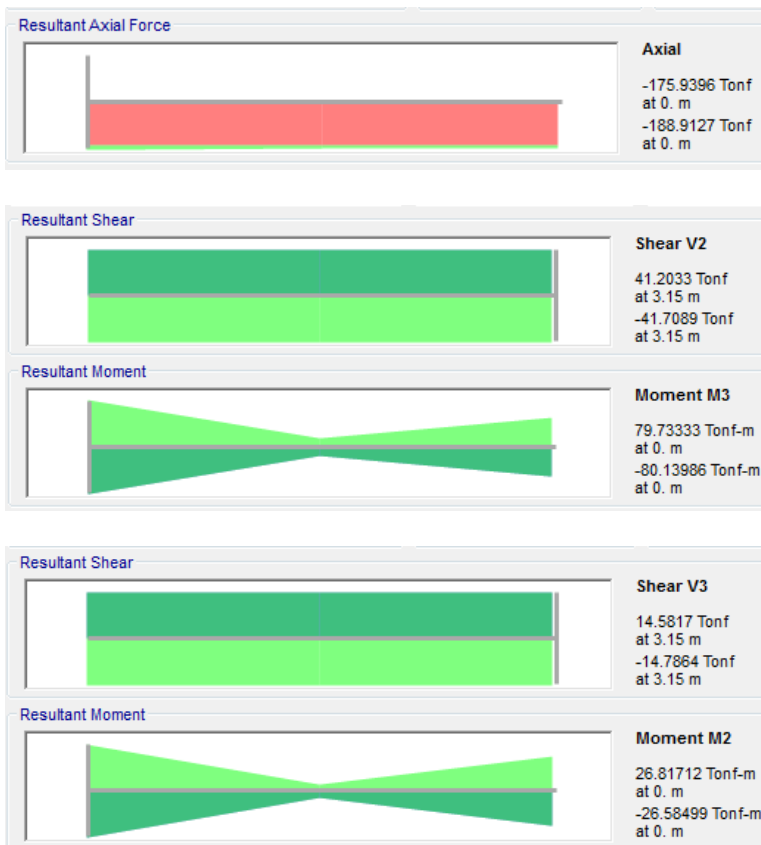 Resultant Axial Force
Axial
-175.9396 Tonf
at 0. m
-188.9127 Tonf
at 0. m
Resultant Shear
Shear V2
41.2033 Tonf
at 3.15 m
-41.7089 Tonf
at 3.15 m
Resultant Moment
Moment M3
79.73333 Tonf-m
at 0. m
-80.13986 Tonf-m
at 0. m
Resultant Shear
Shear V3
14.5817 Tonf
at 3.15 m
-14.7864 Tonf
at 3.15 m
Resultant Moment
Moment M2
26.81712 Tonf-m
at 0. m
-26.58499 Tonf-m
at 0. m